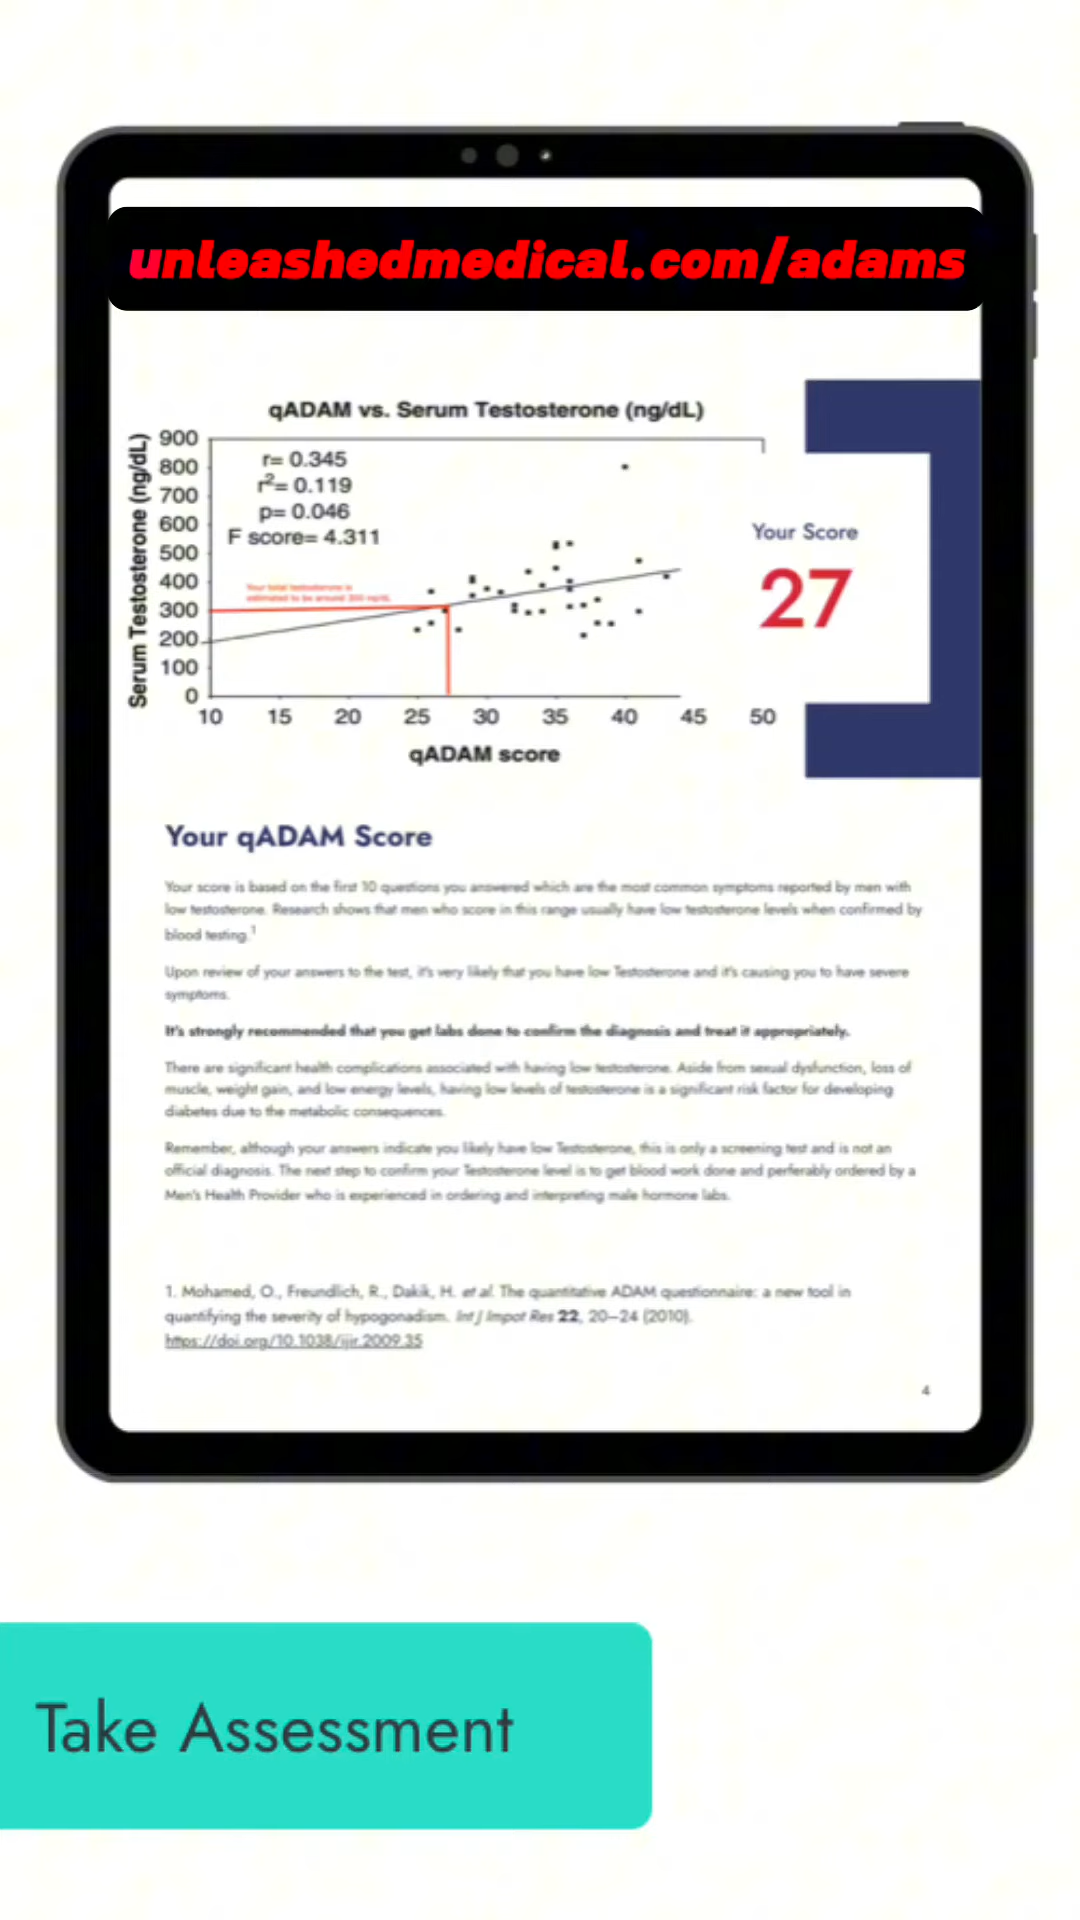 unleashedmedical.com/adams
qADAM vs. Serum Testosterone (ng/dL)
Serum Testosterone (ng/dL)
900
800
700
600
500
400
300
200
100
0
r= 0.345
r²= 0.119
p= 0.046
F score= 4.311
Your total testosterone is
estimated to be around 300 ng/dL
10 15 20 25 30 35 40 45 50
qADAM score
Your Score
27
Your qADAM Score
Your score is based on the first 10 questions you answered which are the most common symptoms reported by men with
low testosterone. Research shows that men who score in this range usually have low testosterone levels when confirmed by
blood testing.¹
Upon review of your answers to the test, it's very likely that you have low Testosterone and it's causing you to have severe
symptoms.
It's strongly recommended that you get labs done to confirm the diagnosis and treat it appropriately.
There are significant health complications associated with having low testosterone. Aside from sexual dysfunction, loss of
muscle, weight gain, and low energy levels, having low levels of testosterone is a significant risk factor for developing
diabetes due to the metabolic consequences.
Remember, although your answers indicate you likely have low Testosterone, this is only a screening test and is not an
official diagnosis. The next step to confirm your Testosterone level is to get blood work done and perferably ordered by a
Men's Health Provider who is experienced in ordering and interpreting male hormone labs.
1. Mohamed, O., Freundlich, R., Dakik, H. et al. The quantitative ADAM questionnaire: a new tool in
quantifying the severity of hypogonadism. Int J Impot Res 22, 20–24 (2010).
https://doi.org/10.1038/ijir.2009.35
4
Take Assessment